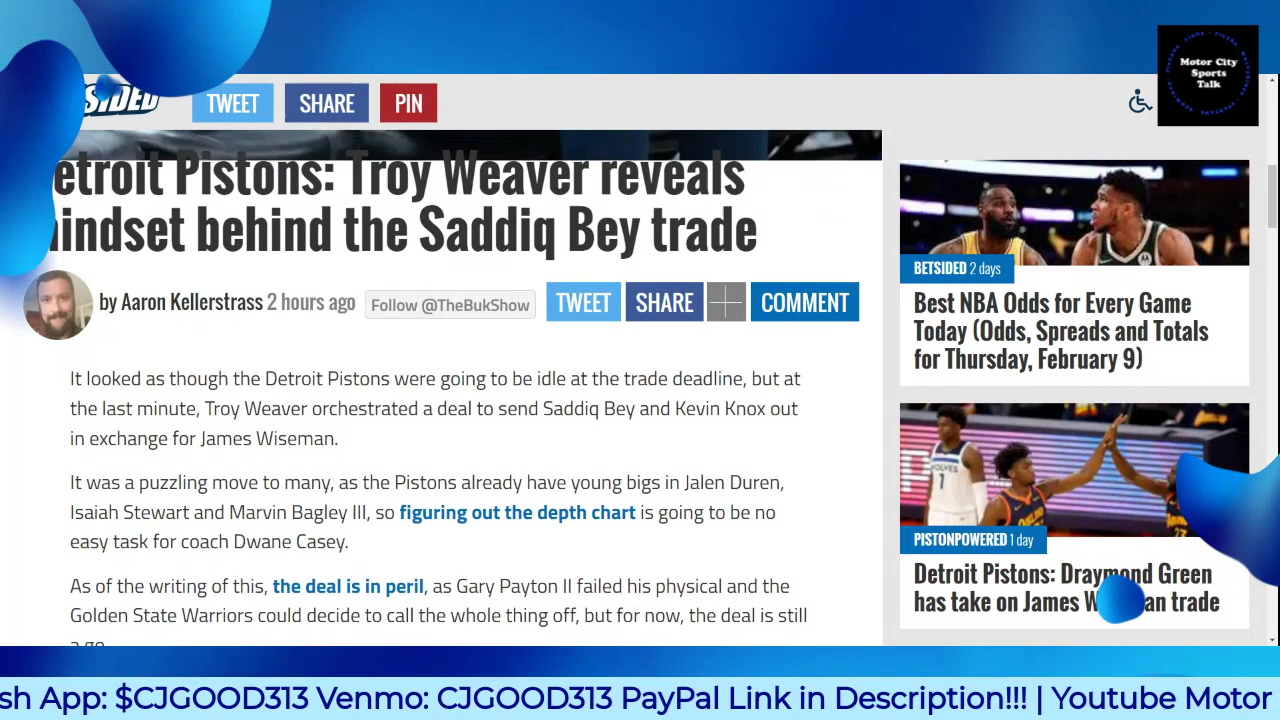 Motor City
Sports
Talk
SIDED
TWEET SHARE PIN
etroit Pistons: Troy Weaver reveals
indset behind the Saddiq Bey trade
by Aaron Kellerstrass 2 hours ago
Follow @TheBukShow
TWEET SHARE COMMENT
It looked as though the Detroit Pistons were going to be idle at the trade deadline, but at
the last minute, Troy Weaver orchestrated a deal to send Saddiq Bey and Kevin Knox out
in exchange for James Wiseman.
It was a puzzling move to many, as the Pistons already have young bigs in Jalen Duren,
Isaiah Stewart and Marvin Bagley III, so figuring out the depth chart is going to be no
easy task for coach Dwane Casey.
As of the writing of this, the deal is in peril, as Gary Payton II failed his physical and the
Golden State Warriors could decide to call the whole thing off, but for now, the deal is still
a go.
BETSIDED 2 days
Best NBA Odds for Every Game
Today (Odds, Spreads and Totals
for Thursday, February 9)
WOLVES
1
23
PISTONPOWERED 1 day
Detroit Pistons: Draymond Green
has take on James W an trade
sh App: $CJGOOD313 Venmo: CJGOOD313 PayPal Link in Description!!! | Youtube Motor